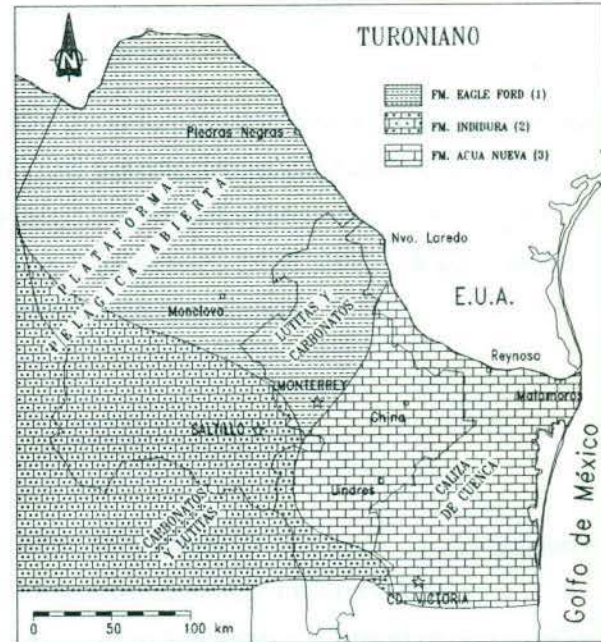 TURONIANO
N
FM. EAGLE FORD (1)
FM. INDIDURA (2)
FM. AGUA NUEVA (3)
Piedras Negras
PLATAFORMA
PELAGICA ABIERTA
Nvo. Laredo
E.U.A.
Monclova
LUTITAS Y
CARBONATOS
Reynosa
MONTERREY
Matamoros
China
SALTILLO
Linares
CALIZA
DE CUENCA
CARBONATOS
Y LUTITAS
Golfo de México
CD. VICTORIA
0 50 100 km